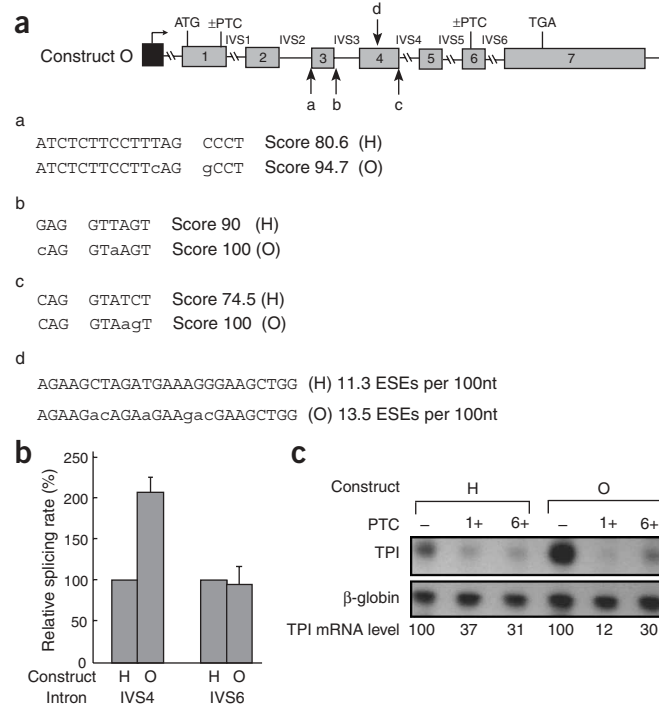 a
d
ATG ±PTC IVS1 IVS2 IVS3 IVS4 IVS5 ±PTC IVS6 TGA
Construct O 1 2 3 4 5 6 7
a b c
a
ATCTCTTCCTTTAG CCCT Score 80.6 (H)
ATCTCTTCCTTcAG gCCT Score 94.7 (O)
b
GAG GTTAGT Score 90 (H)
cAG GTaAGT Score 100 (O)
c
CAG GTATCT Score 74.5 (H)
CAG GTAagT Score 100 (O)
d
AGAAGCTAGATGAAAGGGAAGCTGG (H) 11.3 ESEs per 100nt
AGAAGacAGAaGAAgacGAAGCTGG (O) 13.5 ESEs per 100nt
b
Relative splicing rate (%)
250
200
150
100
50
0
Construct H O H O
Intron IVS4 IVS6
c
Construct H O
PTC – 1+ 6+ – 1+ 6+
TPI
β-globin
TPI mRNA level 100 37 31 100 12 30